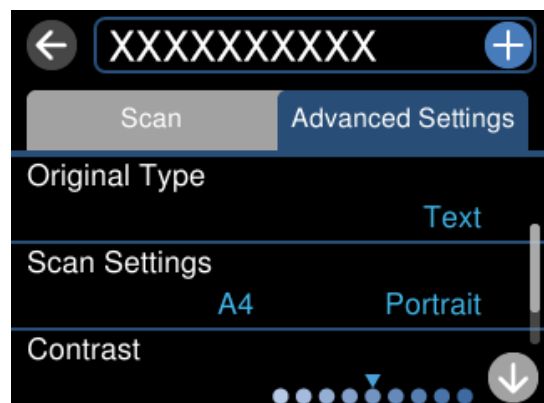 XXXXXXXXXX
Scan Advanced Settings
Original Type
Text
Scan Settings
A4 Portrait
Contrast